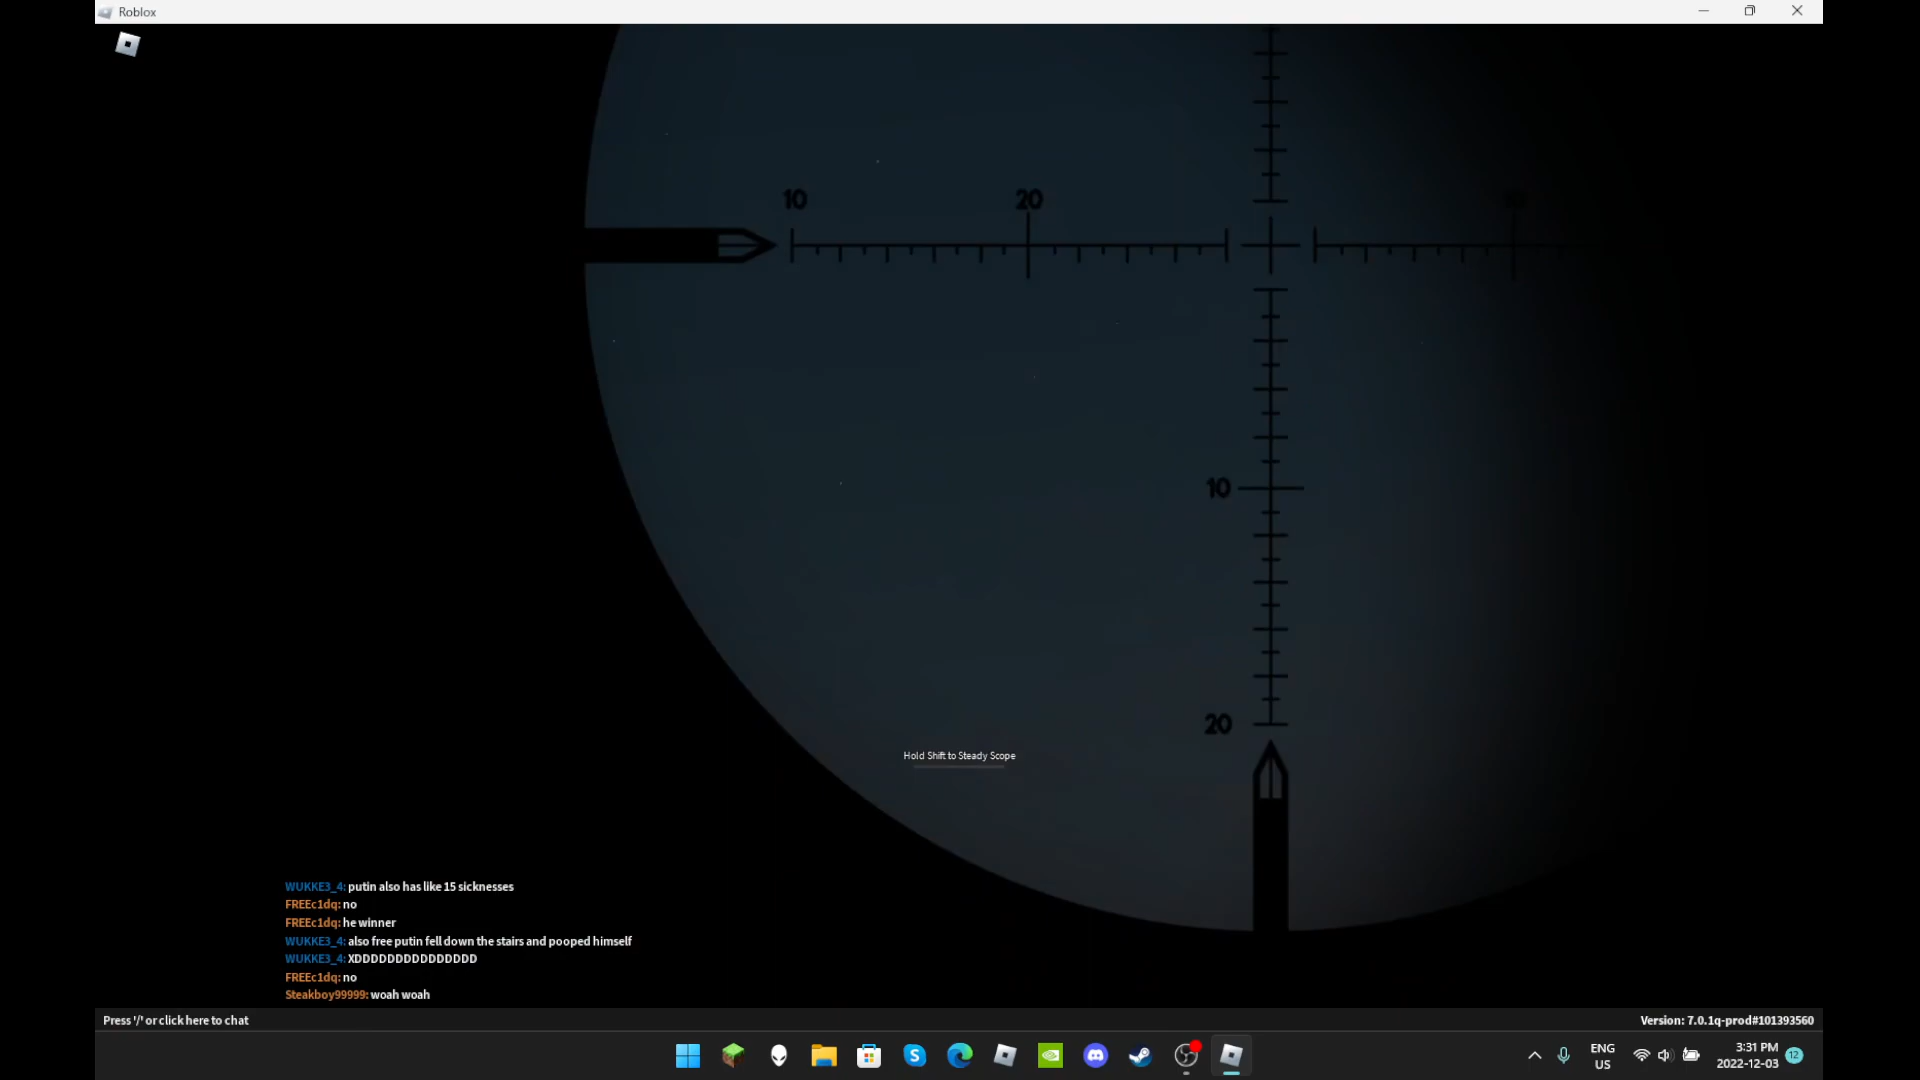 Roblox
10
20
10
20
Hold Shift to Steady Scope
WUKKE3_4: putin also has like 15 sicknesses
FREEc1dq: no
FREEc1dq: he winner
WUKKE3_4: also free putin fell down the stairs and pooped himself
WUKKE3_4: XDDDDDDDDDDDDDDDD
FREEc1dq: no
Steakboy99999: woah woah
Press '/' or click here to chat
Version: 7.0.1q-prod#101393560
ENG
US
3:31 PM
2022-12-03
12